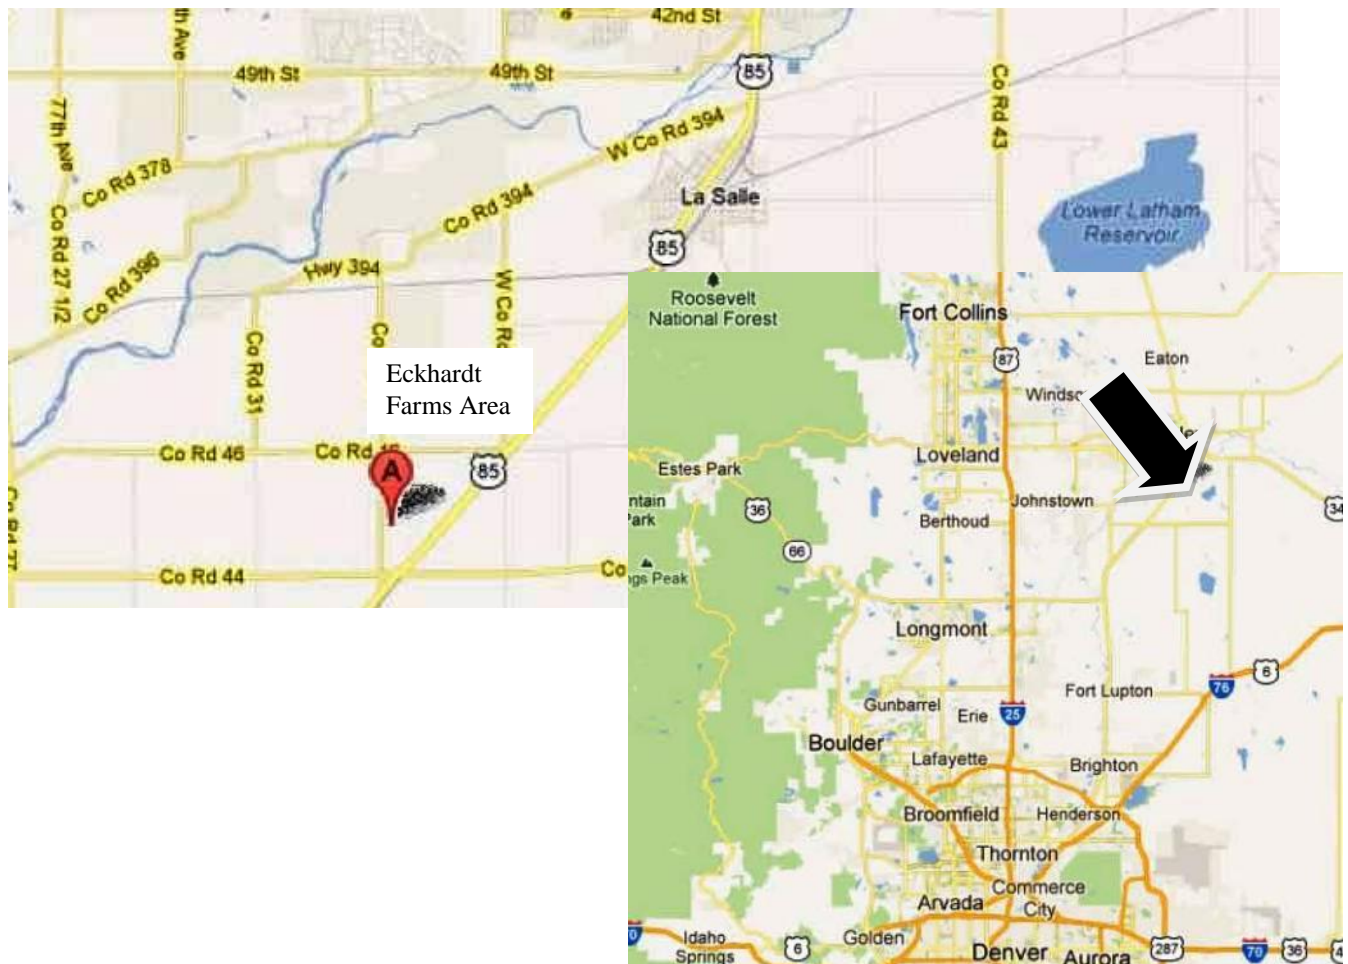 42nd St
49th St
49th St
85
Co Rd 43
77th Ave
W Co Rd 394
Co Rd 378
La Salle
Co Rd 394
Lower Latham
Reservoir
Co Rd 27 1/2
85
Co Rd 396
Hwy 394
Co Rd 31
Eckhardt
Farms Area
Co Rd 46
Co Rd
A
85
Co Rd 44
Roosevelt
National Forest
Fort Collins
87
Eaton
Estes Park
Loveland
36
Johnstown
34
Berthoud
66
Park
Longmont
Fort Lupton
76
6
Gunbarrel
Erie
25
Boulder
Lafayette
Brighton
Broomfield
Henderson
Thornton
Commerce
City
Arvada
Idaho
Springs
6
Golden
Denver
Aurora
287
70
36